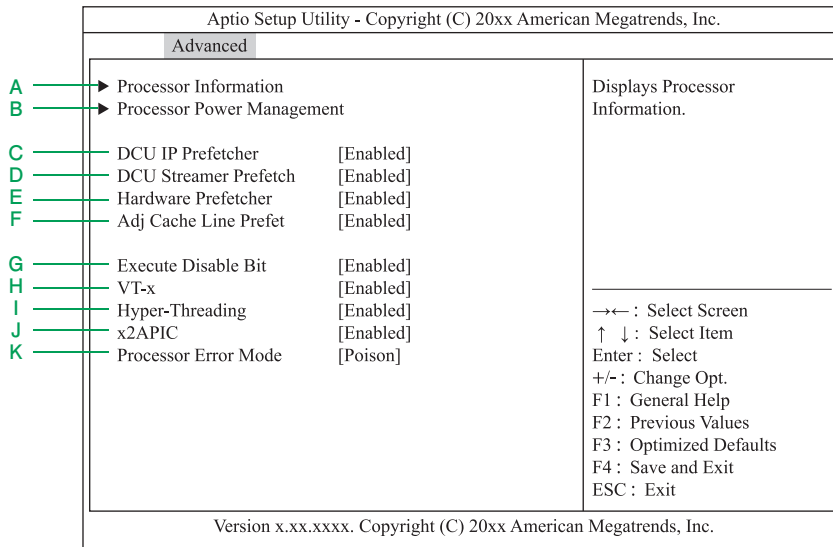 Aptio Setup Utility - Copyright (C) 20xx American Megatrends, Inc.
Advanced
A ▶ Processor Information
B ▶ Processor Power Management
C DCU IP Prefetcher [Enabled]
D DCU Streamer Prefetch [Enabled]
E Hardware Prefetcher [Enabled]
F Adj Cache Line Prefet [Enabled]
G Execute Disable Bit [Enabled]
H VT-x [Enabled]
I Hyper-Threading [Enabled]
J x2APIC [Enabled]
K Processor Error Mode [Poison]
Displays Processor
Information.
→←: Select Screen
↑ ↓: Select Item
Enter : Select
+/-: Change Opt.
F1 : General Help
F2 : Previous Values
F3 : Optimized Defaults
F4 : Save and Exit
ESC : Exit
Version x.xx.xxxx. Copyright (C) 20xx American Megatrends, Inc.